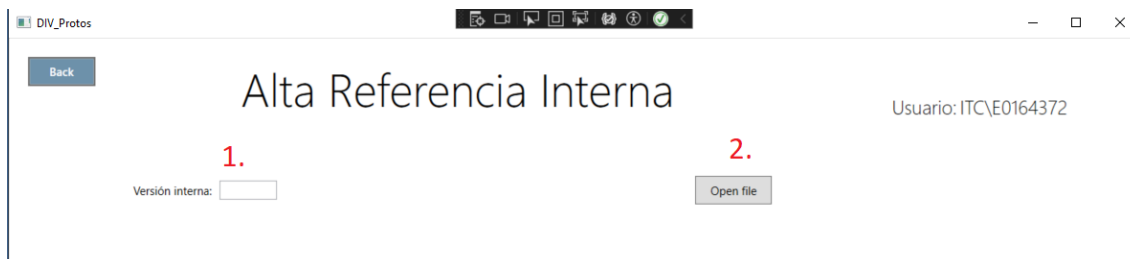 DIV_Protos
Back
Alta Referencia Interna
Usuario: ITC\E0164372
1.
2.
Versión interna:
Open file